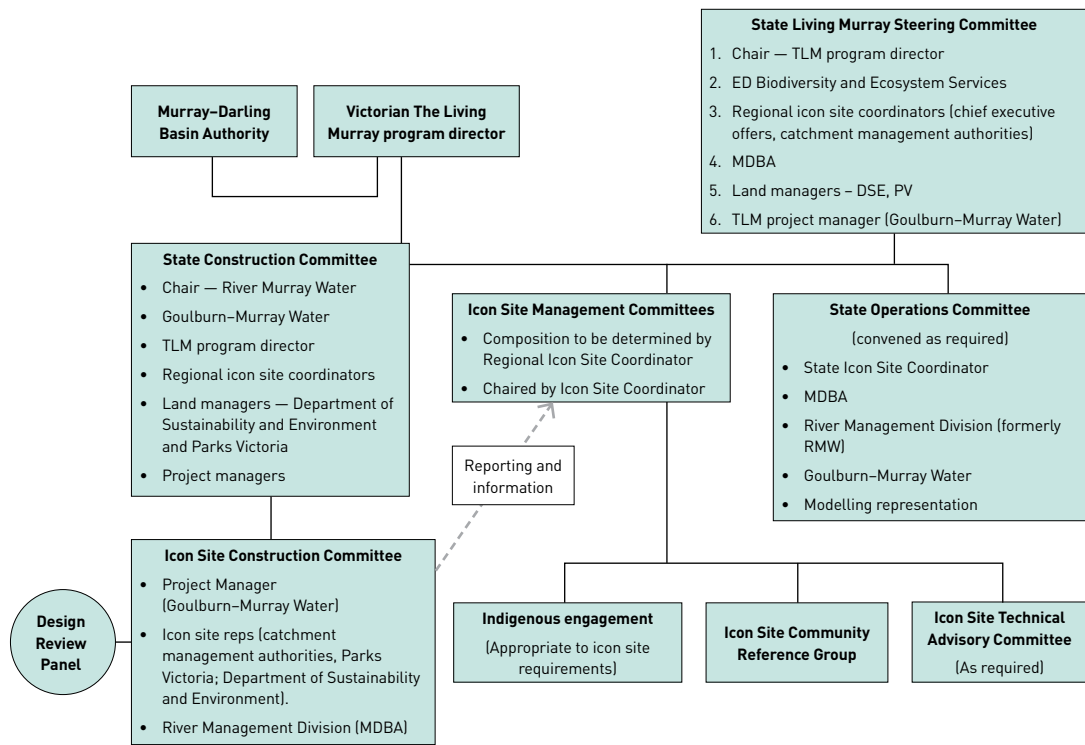 State Living Murray Steering Committee
1. Chair — TLM program director
2. ED Biodiversity and Ecosystem Services
3. Regional icon site coordinators (chief executive
offers, catchment management authorities)
4. MDBA
5. Land managers – DSE, PV
6. TLM project manager (Goulburn–Murray Water)
Murray–Darling
Basin Authority
Victorian The Living
Murray program director
State Construction Committee
• Chair — River Murray Water
• Goulburn–Murray Water
• TLM program director
• Regional icon site coordinators
• Land managers — Department of
Sustainability and Environment
and Parks Victoria
• Project managers
Icon Site Management Committees
• Composition to be determined by
Regional Icon Site Coordinator
• Chaired by Icon Site Coordinator
State Operations Committee
(convened as required)
• State Icon Site Coordinator
• MDBA
• River Management Division (formerly
RMW)
• Goulburn–Murray Water
• Modelling representation
Reporting and
information
Icon Site Construction Committee
• Project Manager
(Goulburn–Murray Water)
• Icon site reps (catchment
management authorities, Parks
Victoria; Department of Sustainability
and Environment).
• River Management Division (MDBA)
Design
Review
Panel
Indigenous engagement
(Appropriate to icon site
requirements)
Icon Site Community
Reference Group
Icon Site Technical
Advisory Committee
(As required)